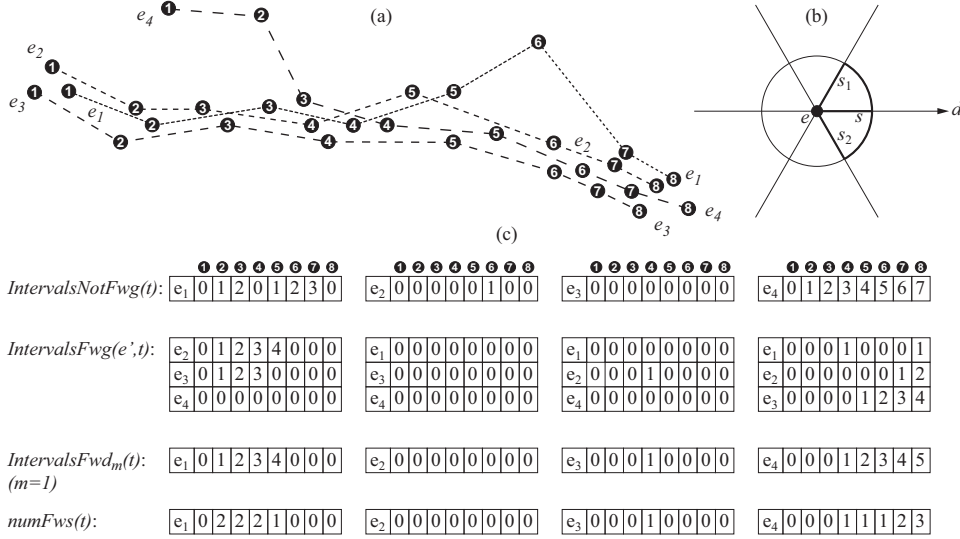 (a)
(b)
e4 1 2
e2 1
e3 1 1
e1
2 3 3 3
2 4 4 4
2 3 4
5 5 6
5 5
6 e2 7
6 7 8 e1
6 7 7 8 8 e4
8 e3
s1
e s d
s2
(c)
1 2 3 4 5 6 7 8 1 2 3 4 5 6 7 8 1 2 3 4 5 6 7 8 1 2 3 4 5 6 7 8
IntervalsNotFwg(t): e1 0 1 2 0 1 2 3 0 e2 0 0 0 0 0 1 0 0 e3 0 0 0 0 0 0 0 0 e4 0 1 2 3 4 5 6 7
IntervalsFwg(e',t): e2 0 1 2 3 4 0 0 0 e1 0 0 0 0 0 0 0 0 e1 0 0 0 0 0 0 0 0 e1 0 0 0 1 0 0 0 1
e3 0 1 2 3 0 0 0 0 e3 0 0 0 0 0 0 0 0 e2 0 0 0 1 0 0 0 0 e2 0 0 0 0 0 0 1 2
e4 0 0 0 0 0 0 0 0 e4 0 0 0 0 0 0 0 0 e4 0 0 0 0 0 0 0 0 e3 0 0 0 0 1 2 3 4
IntervalsFwdm(t): e1 0 1 2 3 4 0 0 0 e2 0 0 0 0 0 0 0 0 e3 0 0 0 1 0 0 0 0 e4 0 0 0 1 2 3 4 5
(m=1)
numFws(t): e1 0 2 2 2 1 0 0 0 e2 0 0 0 0 0 0 0 0 e3 0 0 0 1 0 0 0 0 e4 0 0 0 1 1 1 2 3